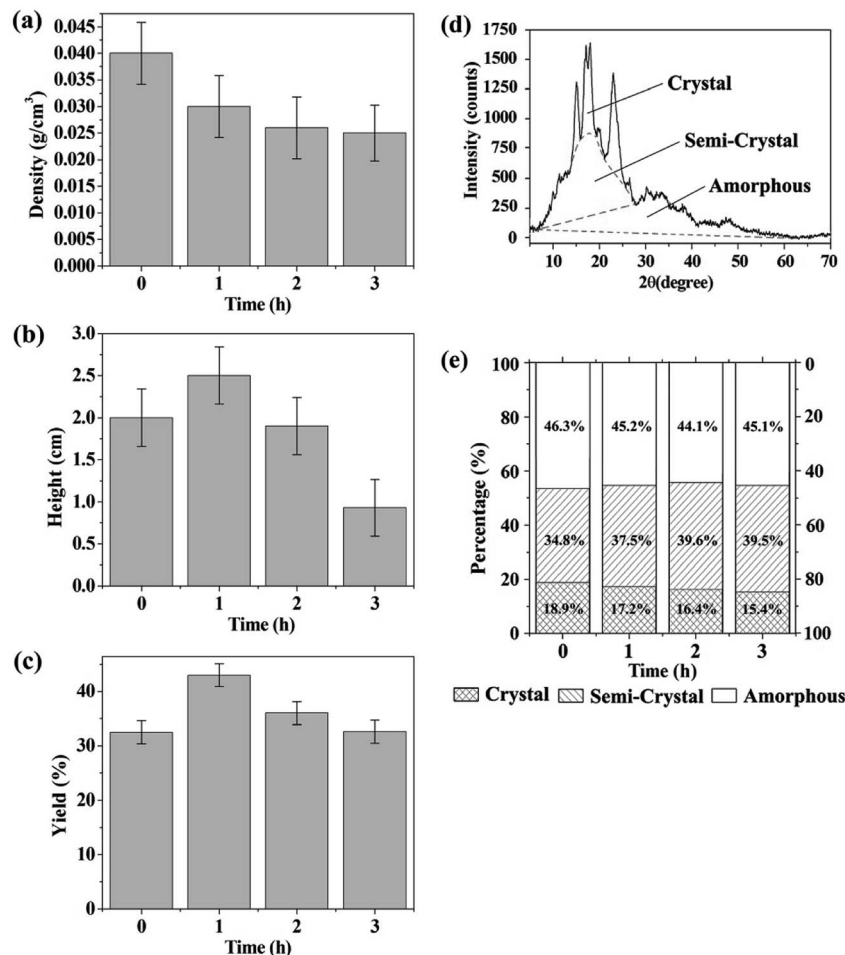 (a)
0.045
0.040
0.035
0.030
0.025
0.020
0.015
0.010
0.005
0.000
Density (g/cm³)
0 1 2 3
Time (h)
(b)
3.0
2.5
2.0
1.5
1.0
0.5
0.0
Height (cm)
0 1 2 3
Time (h)
(c)
40
30
20
10
0
Yield (%)
0 1 2 3
Time (h)
(d)
1750
1500
1250
1000
750
500
250
0
Intensity (counts)
Crystal
Semi-Crystal
Amorphous
10 20 30 40 50 60 70
2θ(degree)
(e)
100
80
60
40
20
0
Percentage (%)
46.3% 45.2% 44.1% 45.1%
34.8% 37.5% 39.6% 39.5%
18.9% 17.2% 16.4% 15.4%
0
20
40
60
80
100
0 1 2 3
Time (h)
Crystal Semi-Crystal Amorphous